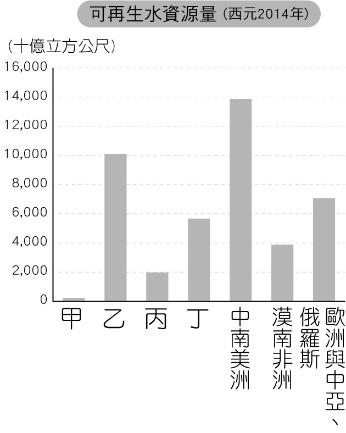 可再生水資源量（西元2014年）
（十億立方公尺）
16,000
14,000
12,000
10,000
8,000
6,000
4,000
2,000
0
甲
乙
丙
丁
中南美洲
漠南非洲
歐洲與中亞、
俄羅斯